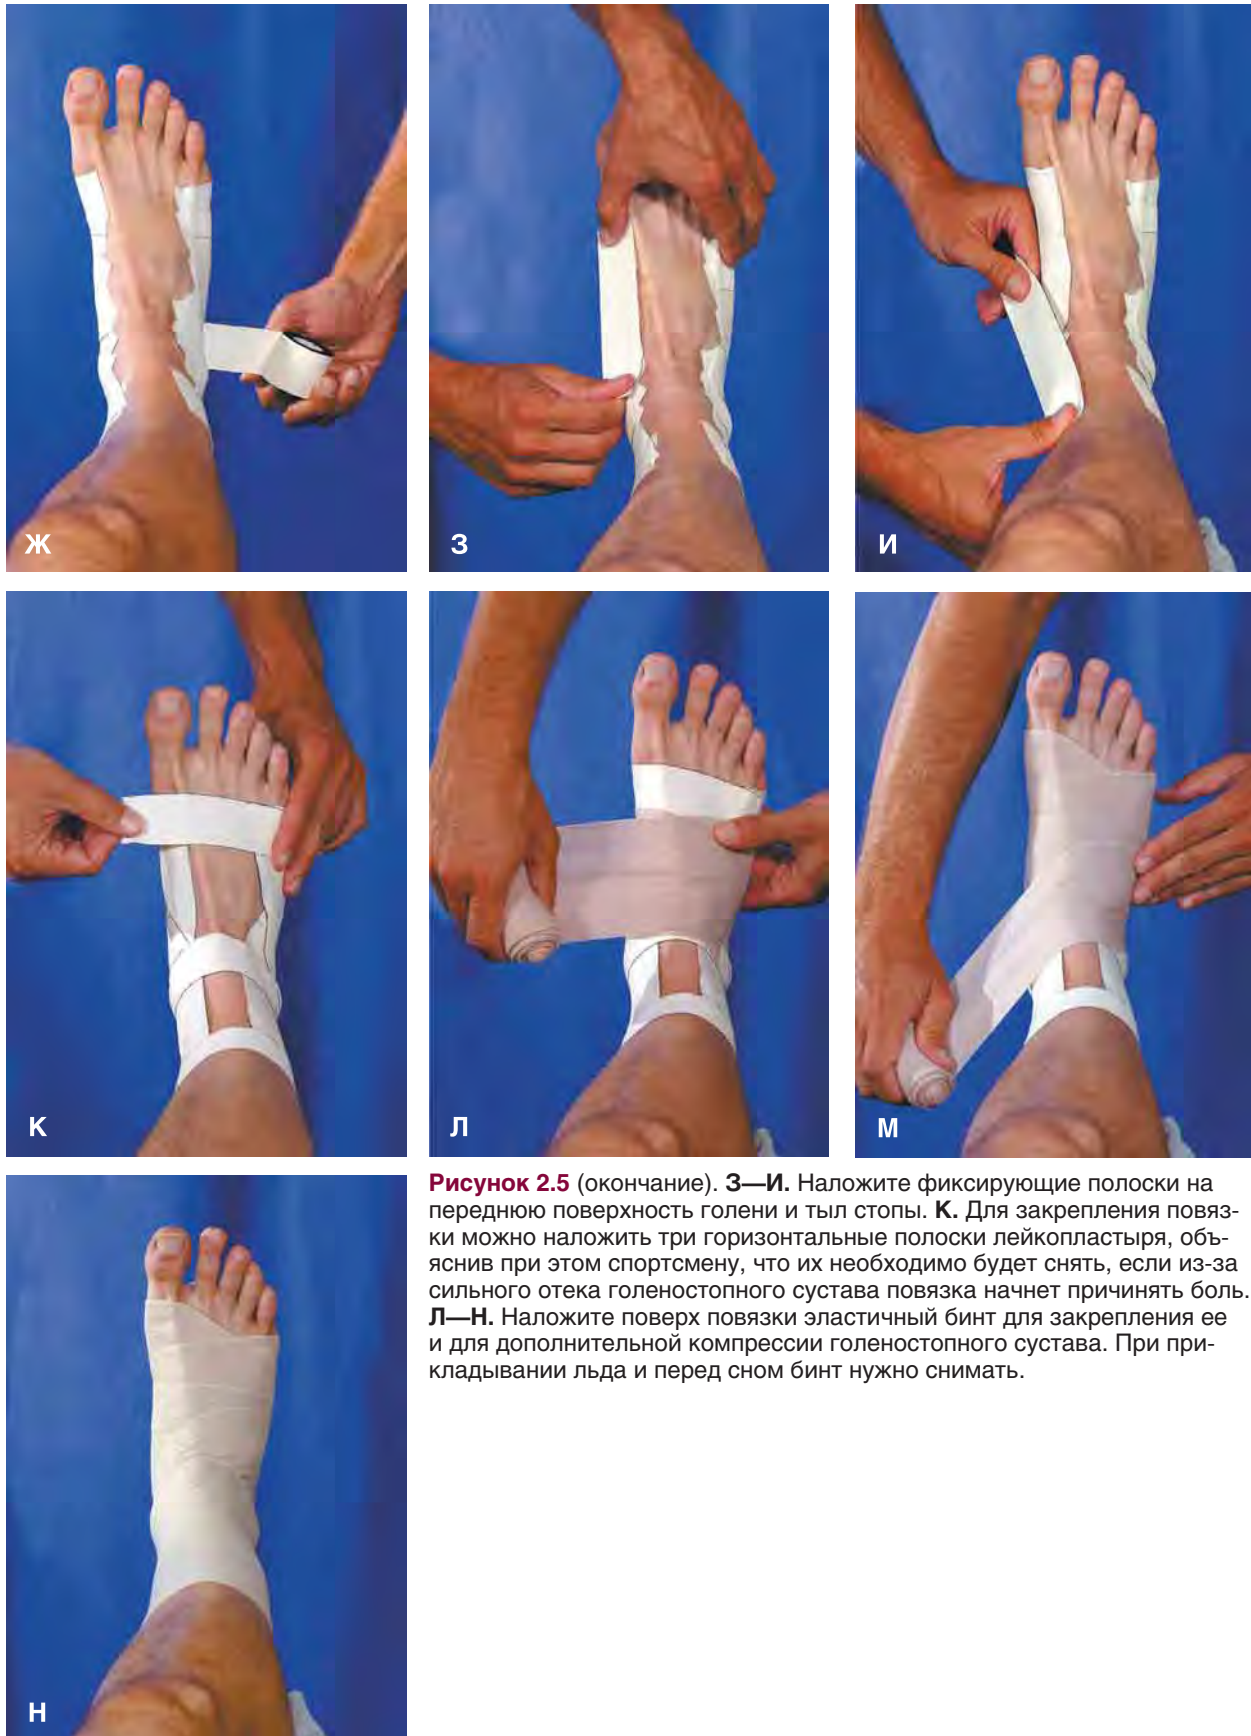 Ж
З
И
К
Л
М
Рисунок 2.5 (окончание). З—И. Наложите фиксирующие полоски на
переднюю поверхность голени и тыл стопы. К. Для закрепления повяз-
ки можно наложить три горизонтальные полоски лейкопластыря, объ-
яснив при этом спортсмену, что их необходимо будет снять, если из-за
сильного отека голеностопного сустава повязка начнет причинять боль.
Л—Н. Наложите поверх повязки эластичный бинт для закрепления ее
и для дополнительной компрессии голеностопного сустава. При при-
кладывании льда и перед сном бинт нужно снимать.
Н